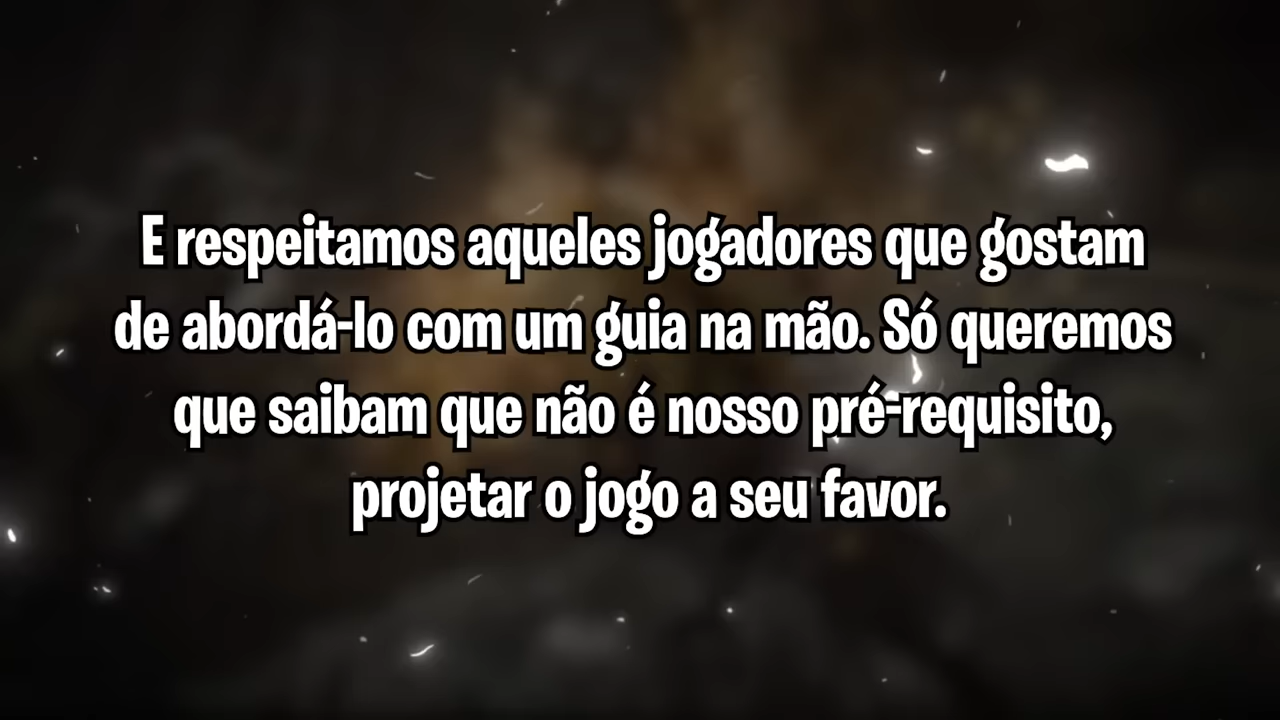 E respeitamos aqueles jogadores que gostam
de abordá-lo com um guia na mão. Só queremos
que saibam que não é nosso pré-requisito,
projetar o jogo a seu favor.